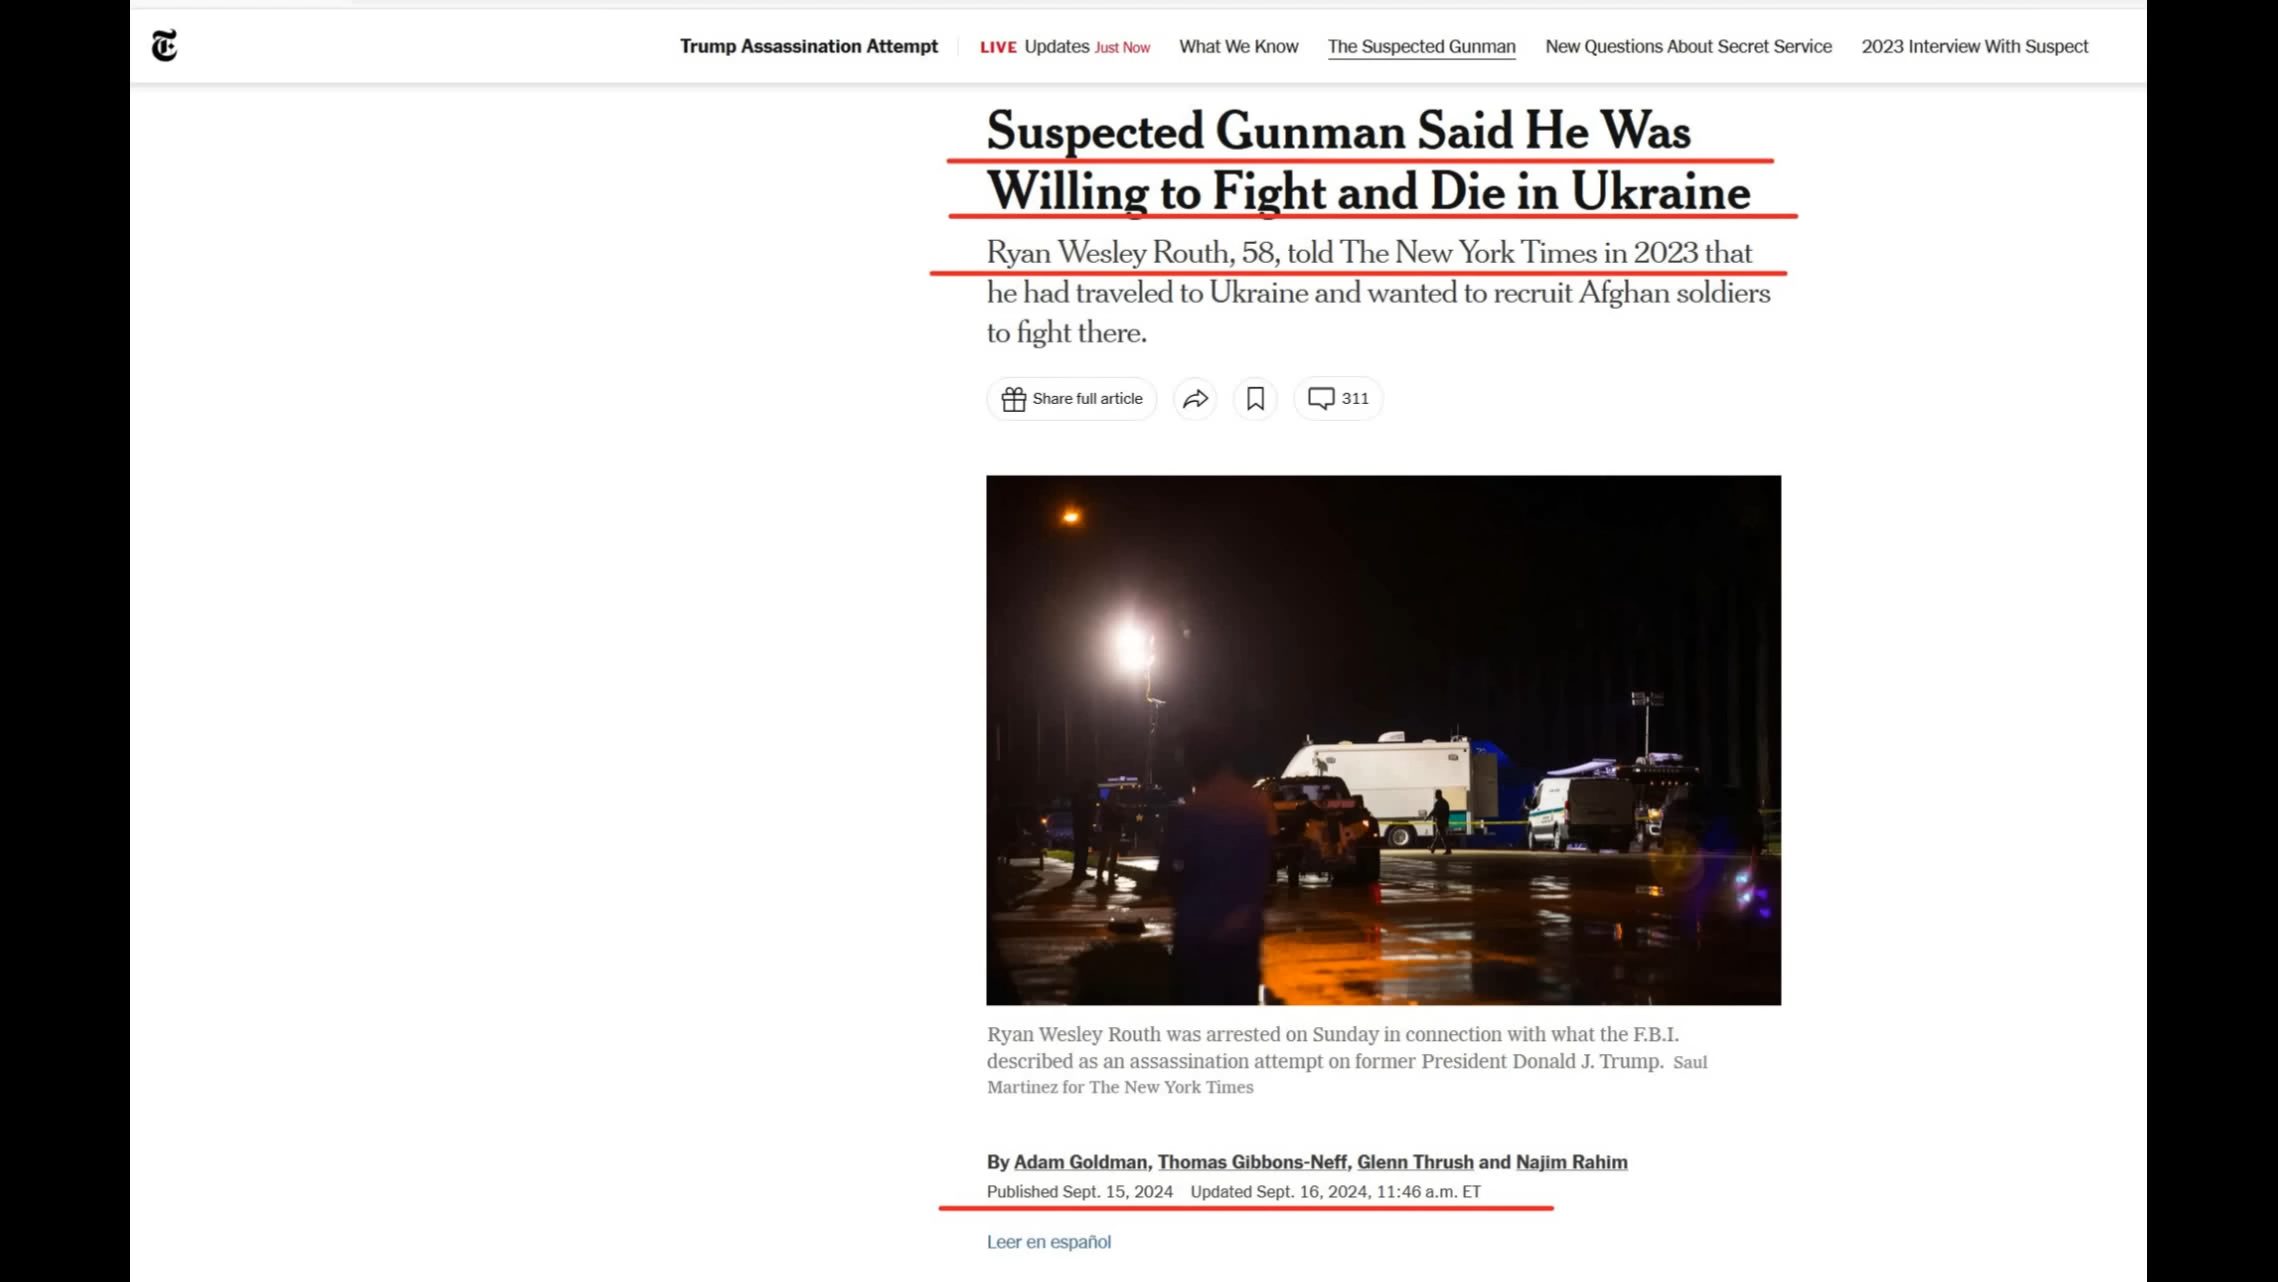 Trump Assassination Attempt LIVE Updates Just Now What We Know The Suspected Gunman New Questions About Secret Service 2023 Interview With Suspect
Suspected Gunman Said He Was
Willing to Fight and Die in Ukraine
Ryan Wesley Routh, 58, told The New York Times in 2023 that
he had traveled to Ukraine and wanted to recruit Afghan soldiers
to fight there.
Share full article 311
Ryan Wesley Routh was arrested on Sunday in connection with what the F.B.I.
described as an assassination attempt on former President Donald J. Trump. Saul
Martinez for The New York Times
By Adam Goldman, Thomas Gibbons-Neff, Glenn Thrush and Najim Rahim
Published Sept. 15, 2024 Updated Sept. 16, 2024, 11:46 a.m. ET
Leer en español